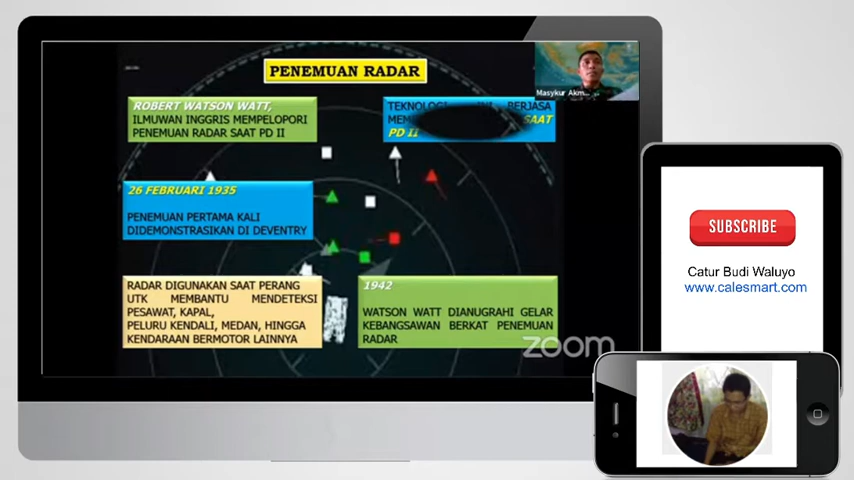 PENEMUAN RADAR
Masykur Akm
ROBERT WATSON WATT,
ILMUWAN INGGRIS MEMPELOPORI
PENEMUAN RADAR SAAT PD II
TEKNOLOGI INI BERJASA
SAAT
PD II
26 FEBRUARI 1935
PENEMUAN PERTAMA KALI
DIDEMONSTRASIKAN DI DEVENTRY
RADAR DIGUNAKAN SAAT PERANG
UTK MEMBANTU MENDETEKSI
PESAWAT, KAPAL,
PELURU KENDALI, MEDAN, HINGGA
KENDARAAN BERMOTOR LAINNYA
1942
WATSON WATT DIANUGRAHI GELAR
KEBANGSAWAN BERKAT PENEMUAN
RADAR
zoom
SUBSCRIBE
Catur Budi Waluyo
www.calesmart.com